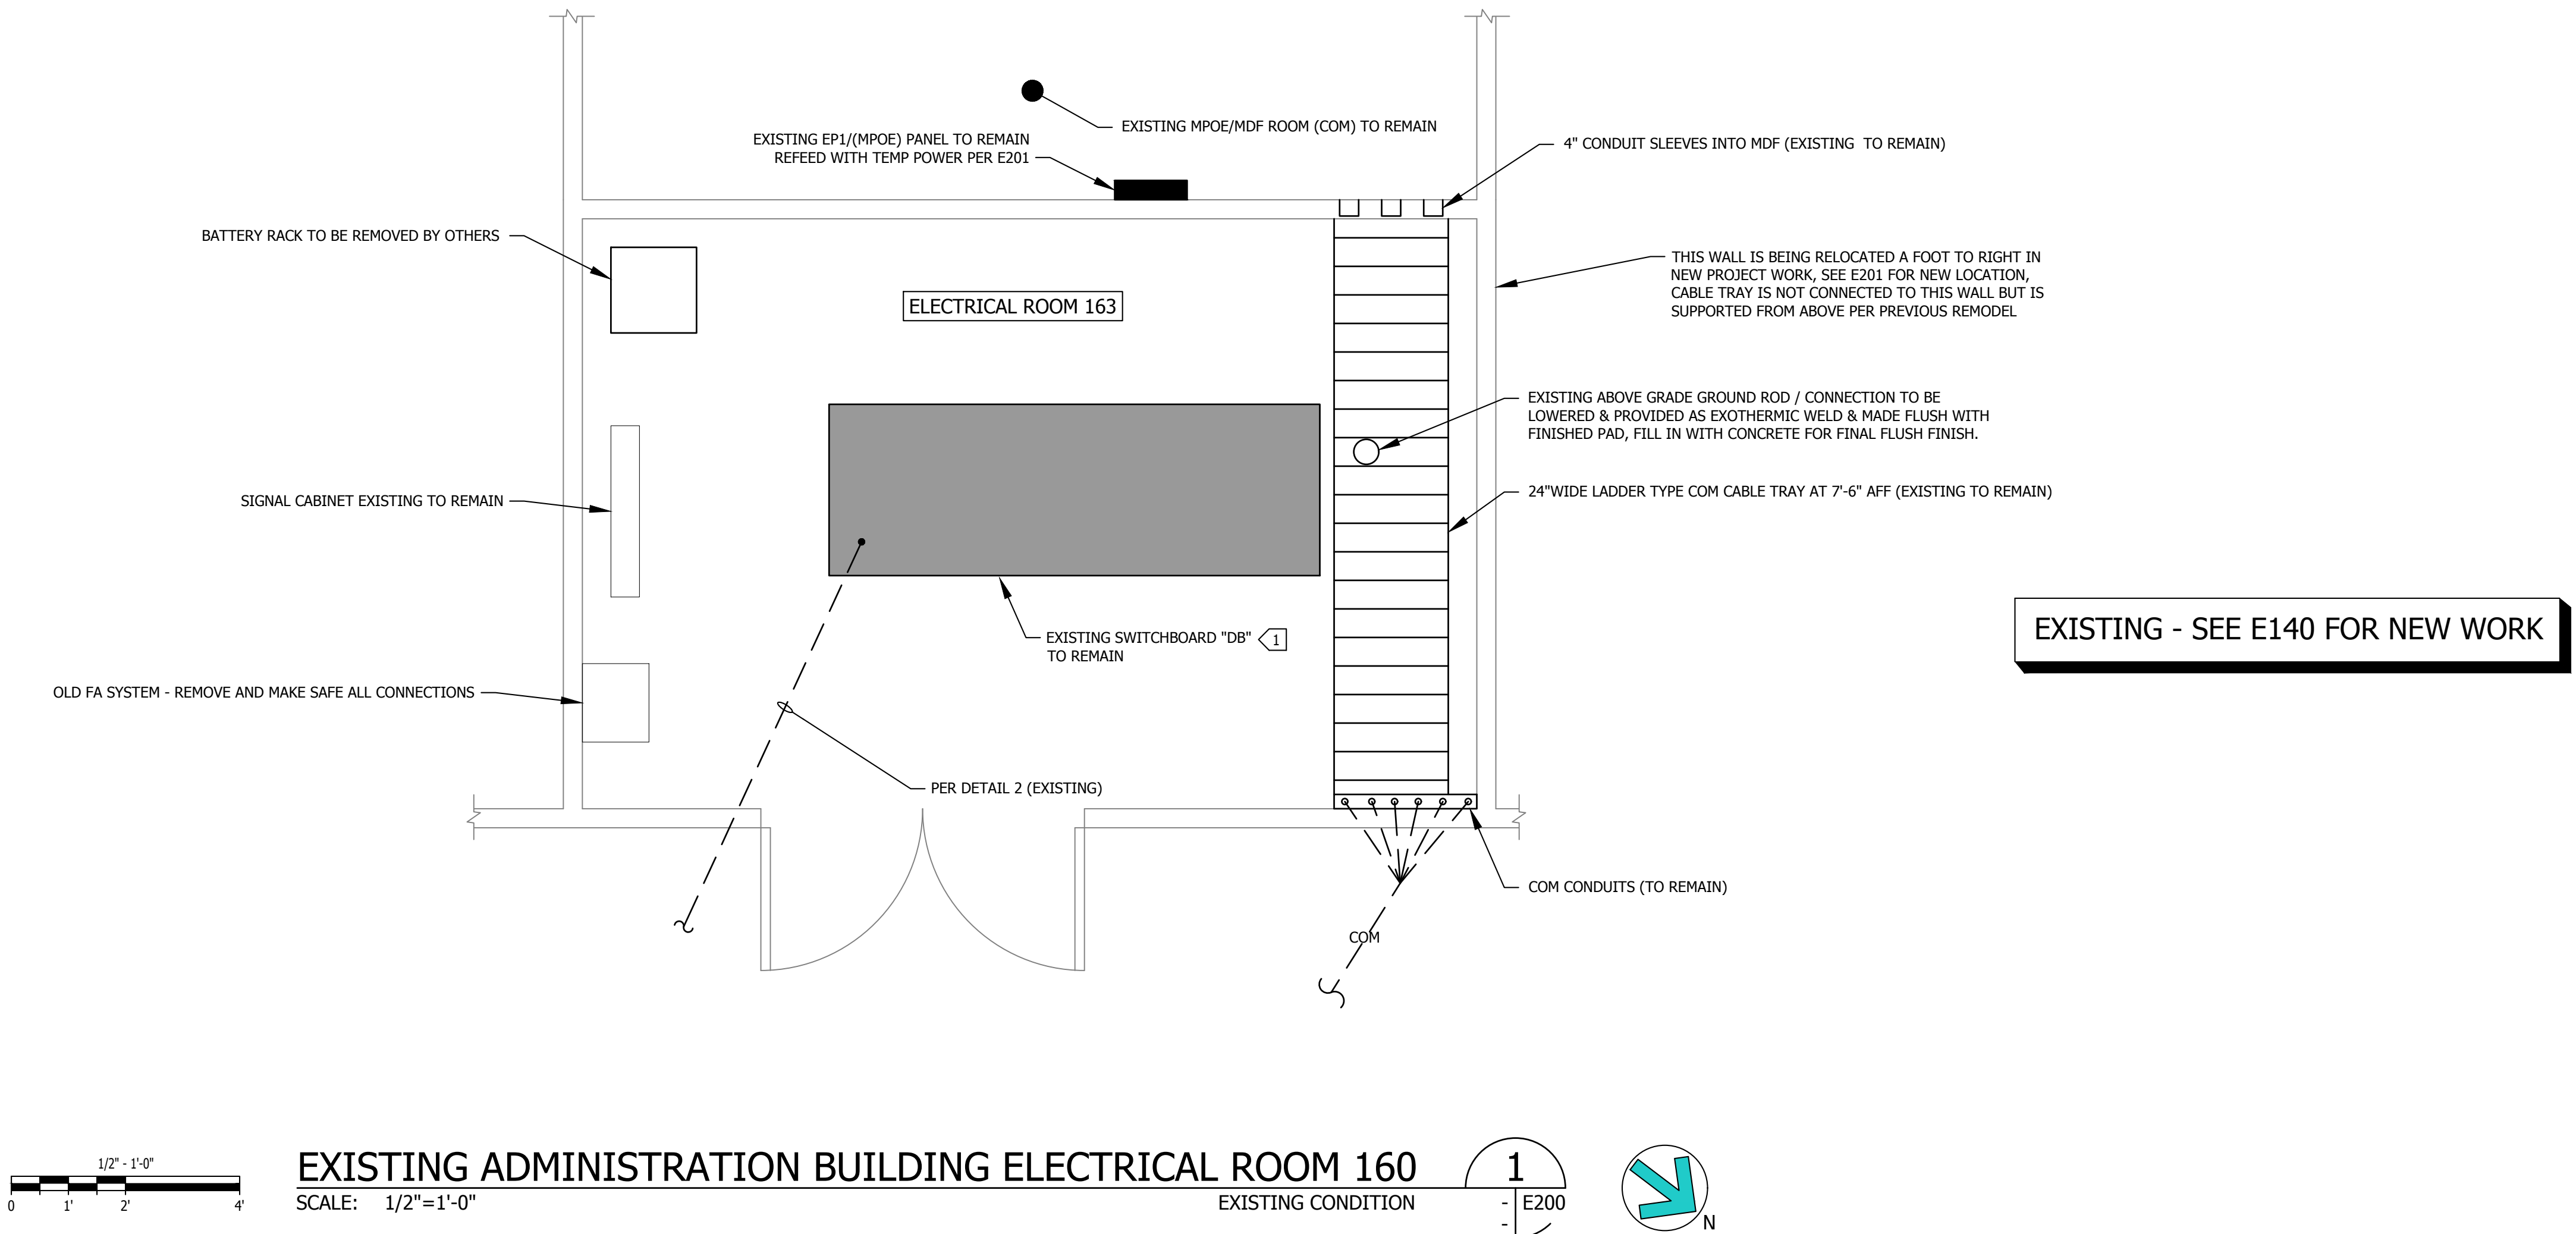 EXISTING MPOE/MDF ROOM (COM) TO REMAIN
EXISTING EP1/(MPOE) PANEL TO REMAIN
REFEED WITH TEMP POWER PER E201
4" CONDUIT SLEEVES INTO MDF (EXISTING TO REMAIN)
BATTERY RACK TO BE REMOVED BY OTHERS
THIS WALL IS BEING RELOCATED A FOOT TO RIGHT IN
NEW PROJECT WORK, SEE E201 FOR NEW LOCATION,
CABLE TRAY IS NOT CONNECTED TO THIS WALL BUT IS
SUPPORTED FROM ABOVE PER PREVIOUS REMODEL
ELECTRICAL ROOM 163
EXISTING ABOVE GRADE GROUND ROD / CONNECTION TO BE
LOWERED & PROVIDED AS EXOTHERMIC WELD & MADE FLUSH WITH
FINISHED PAD, FILL IN WITH CONCRETE FOR FINAL FLUSH FINISH.
SIGNAL CABINET EXISTING TO REMAIN
24"WIDE LADDER TYPE COM CABLE TRAY AT 7'-6" AFF (EXISTING TO REMAIN)
EXISTING SWITCHBOARD "DB" 1
TO REMAIN
EXISTING - SEE E140 FOR NEW WORK
OLD FA SYSTEM - REMOVE AND MAKE SAFE ALL CONNECTIONS
PER DETAIL 2 (EXISTING)
COM CONDUITS (TO REMAIN)
COM
1/2" - 1'-0"
0 1' 2' 4'
EXISTING ADMINISTRATION BUILDING ELECTRICAL ROOM 160
SCALE: 1/2"=1'-0"
EXISTING CONDITION
1
- E200
-
N